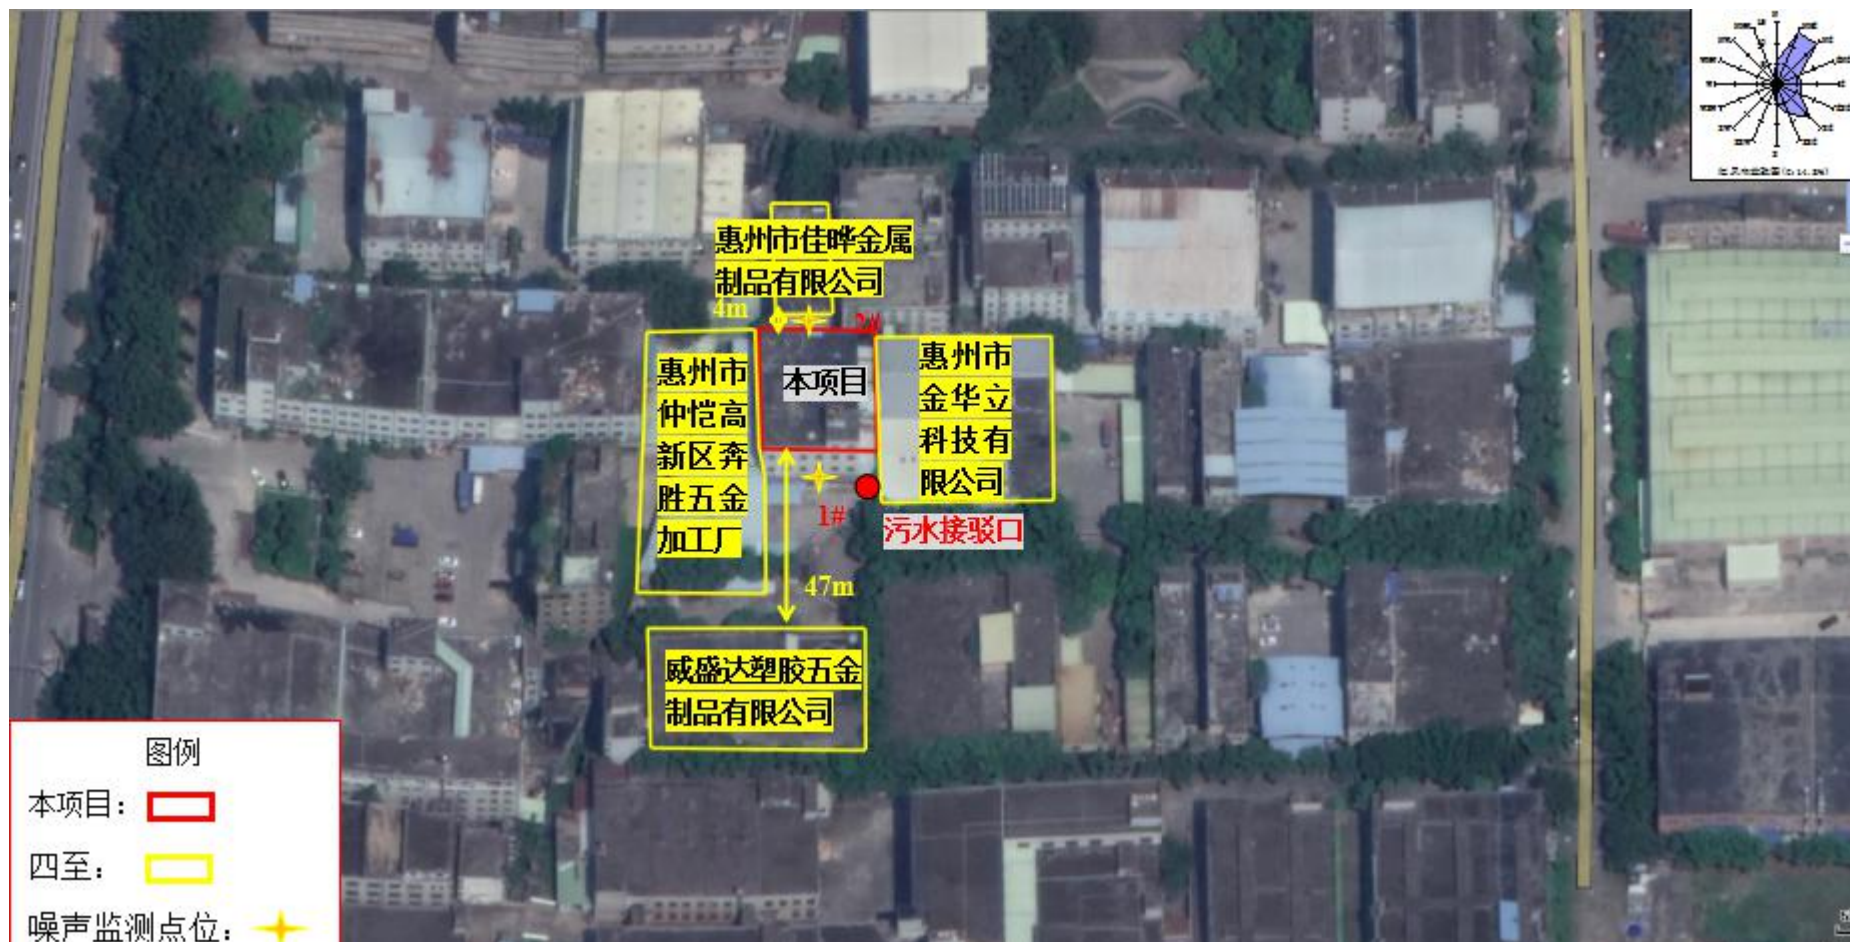 惠州市佳晔金属
制品有限公司
4m
2#
惠州市
仲恺高
新区奔
胜五金
加工厂
本项目
惠州市
金华立
科技有
限公司
1#
污水接驳口
47m
威盛达塑胶五金
制品有限公司
图例
本项目：
四至：
噪声监测点位：